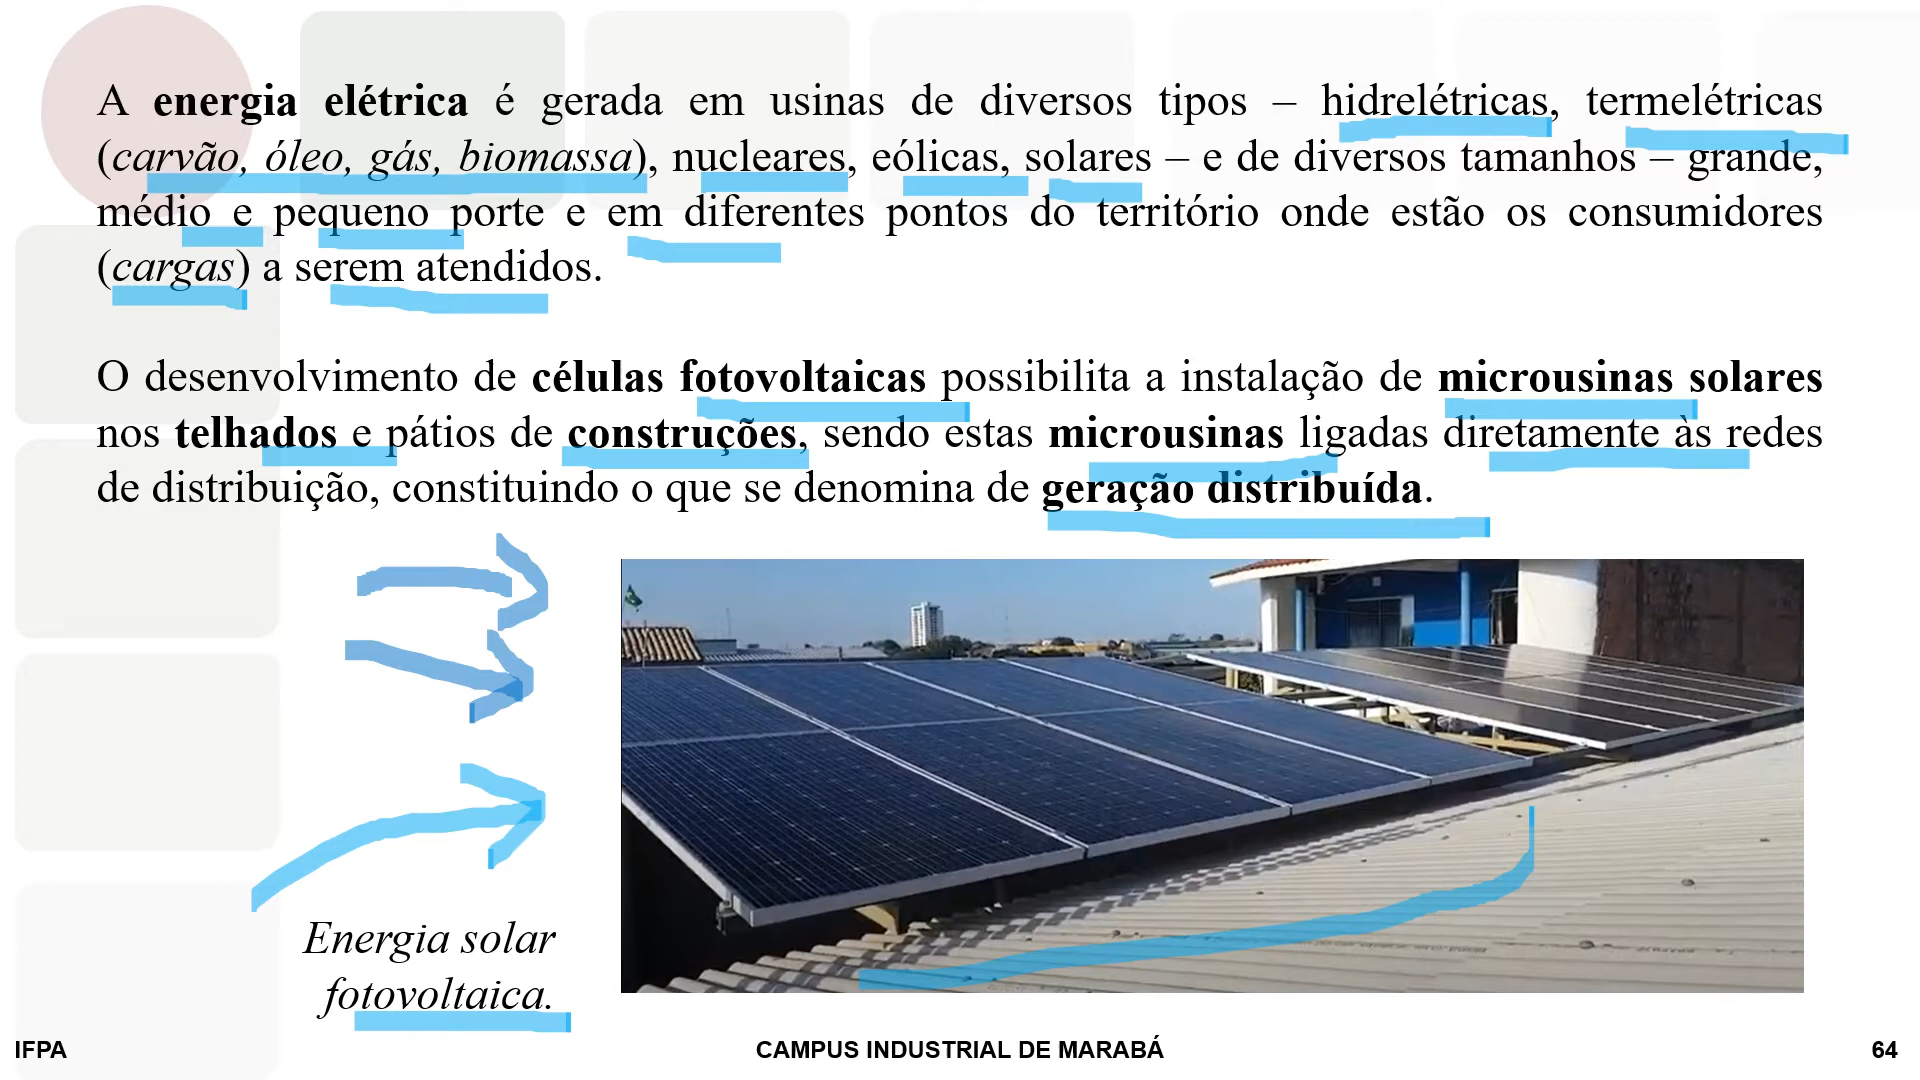 A energia elétrica é gerada em usinas de diversos tipos – hidrelétricas, termelétricas
(carvão, óleo, gás, biomassa), nucleares, eólicas, solares – e de diversos tamanhos – grande,
médio e pequeno porte e em diferentes pontos do território onde estão os consumidores
(cargas) a serem atendidos.
O desenvolvimento de células fotovoltaicas possibilita a instalação de microusinas solares
nos telhados e pátios de construções, sendo estas microusinas ligadas diretamente às redes
de distribuição, constituindo o que se denomina de geração distribuída.
Energia solar
fotovoltaica.
IFPA
CAMPUS INDUSTRIAL DE MARABÁ
64